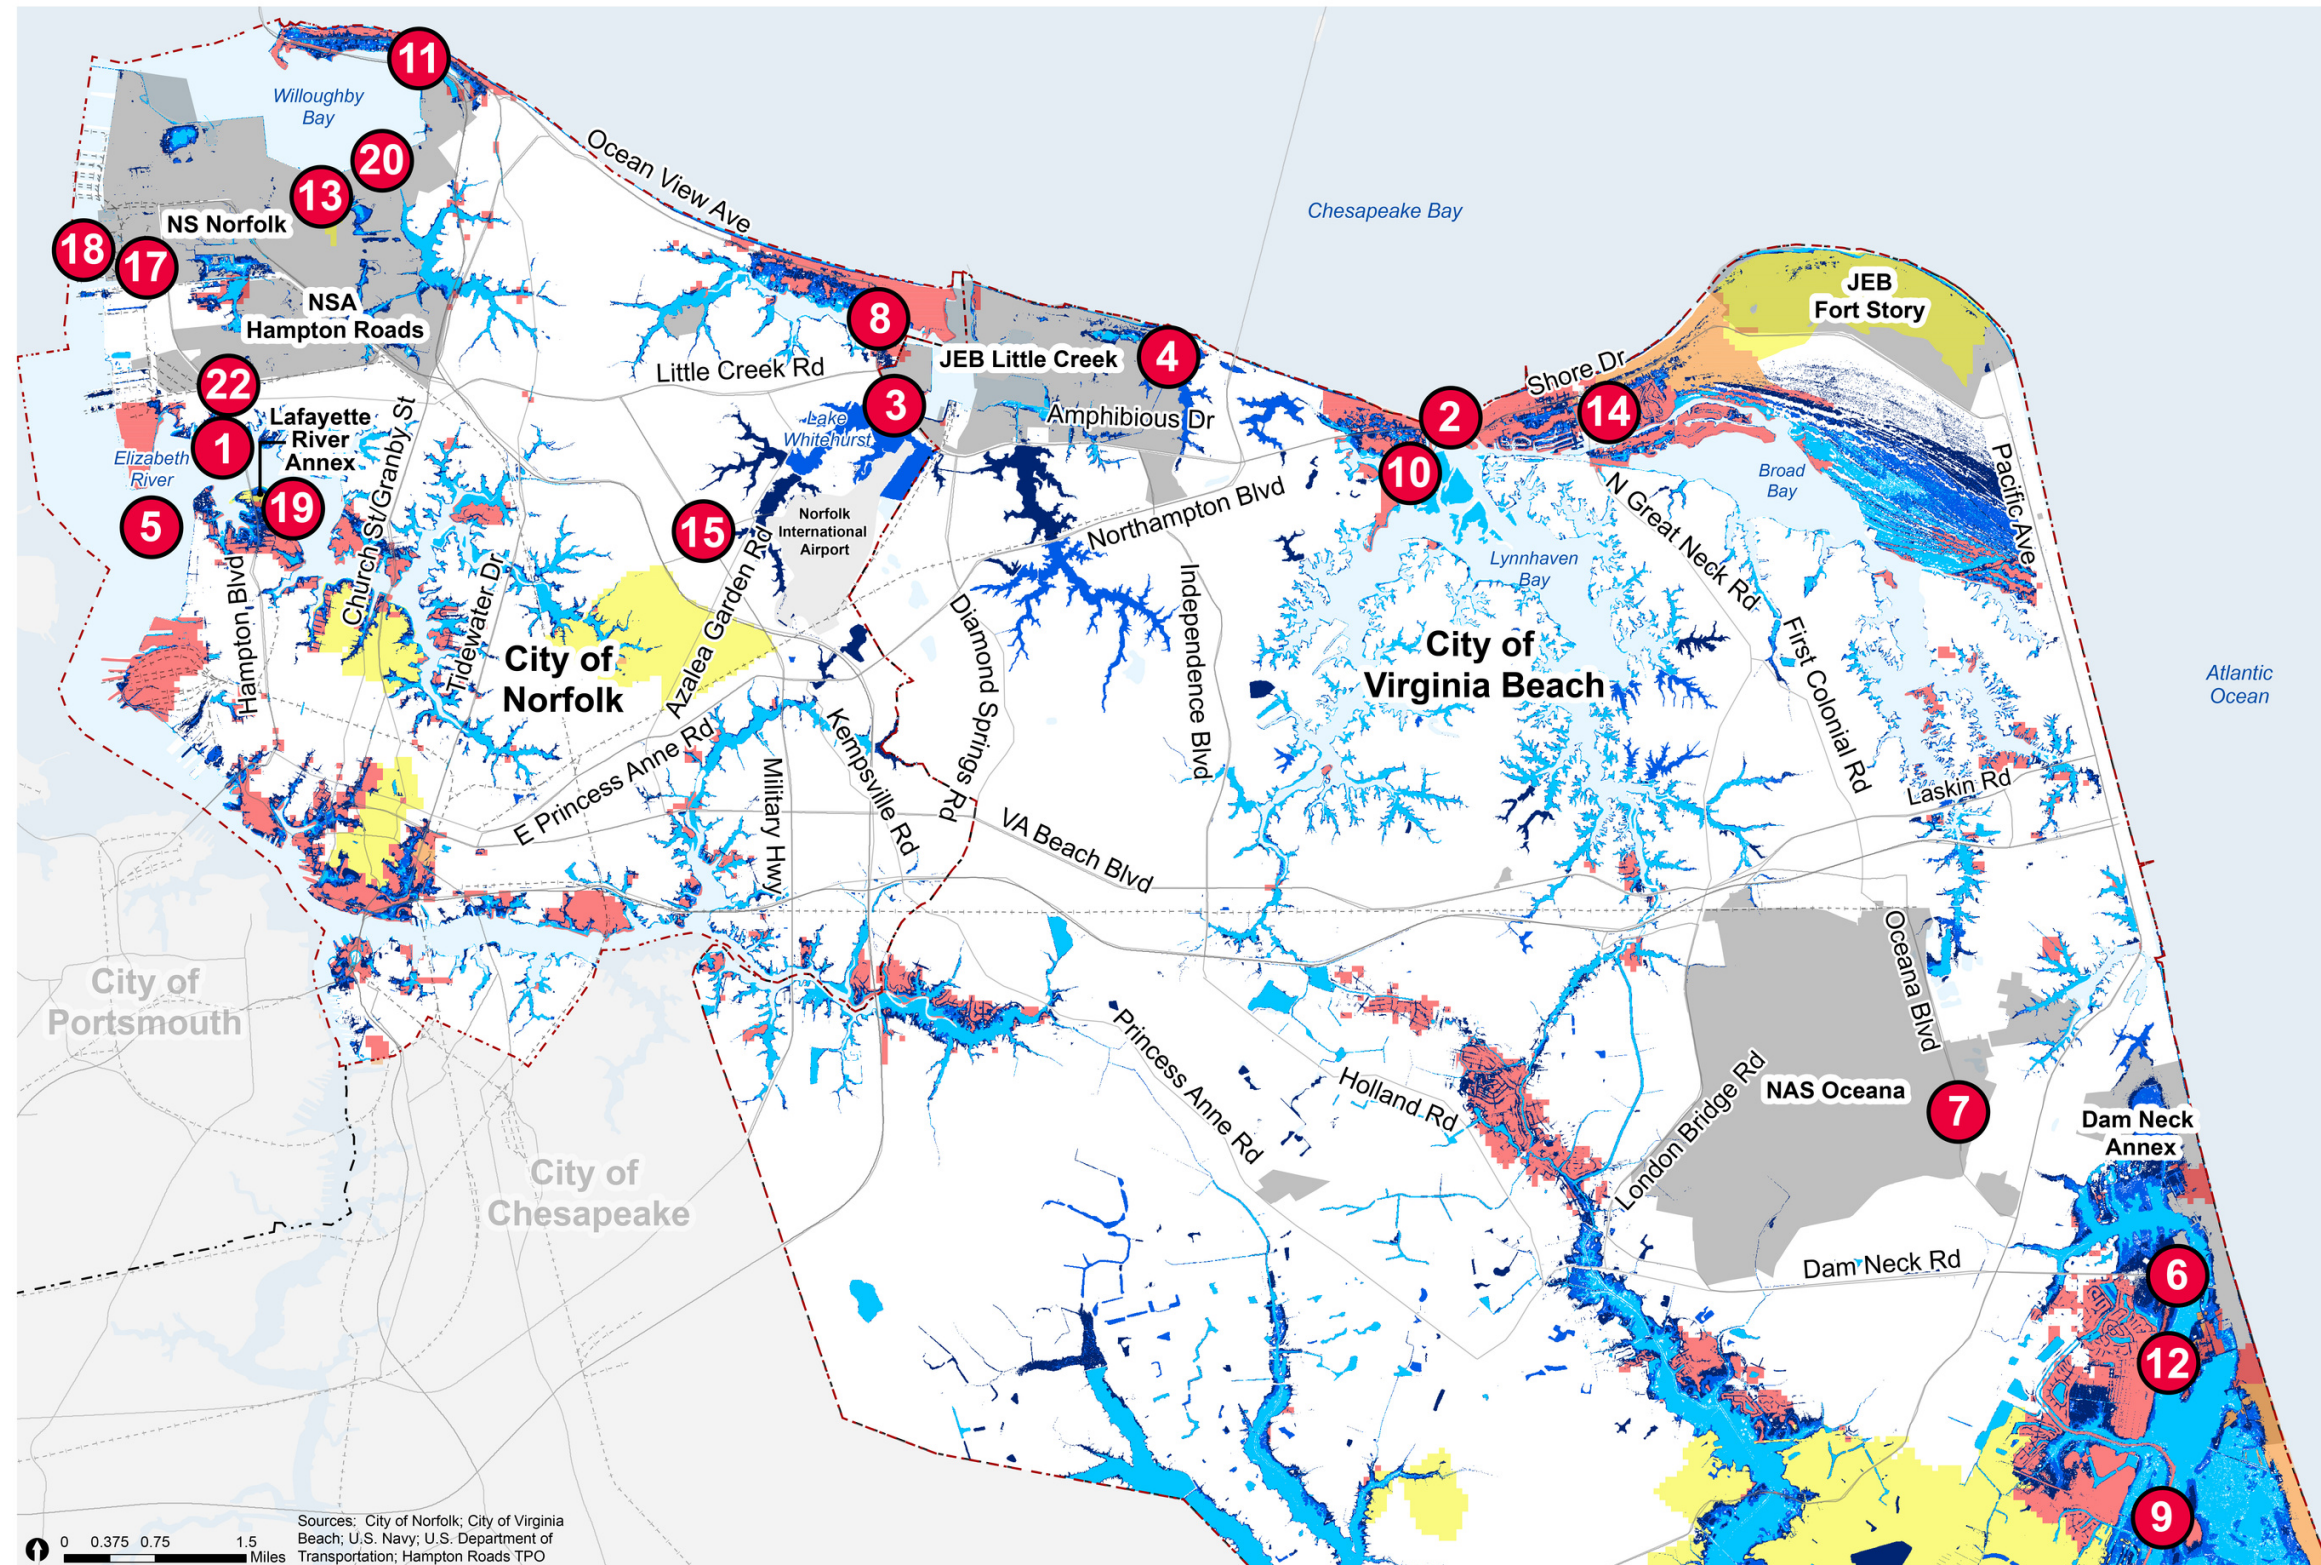 11
Willoughby
Bay
20
13
NS Norfolk
18
17
NSA
Hampton Roads
22
Lafayette
River
Annex
1
Elizabeth
River
19
5
Ocean View Ave
Chesapeake Bay
8
JEB Little Creek
4
Little Creek Rd
3
Amphibious Dr
Lake
Whitehurst
15
Norfolk
International
Airport
JEB
Fort Story
Shore Dr
2
14
10
Broad
Bay
Pacific Ave
Northampton Blvd
N Great Neck Rd
Lynnhaven
Bay
Hampton Blvd
Church St/Granby St
Tidewater Dr
City of
Norfolk
Azalea Garden Rd
Diamond Springs Rd
Independence Blvd
City of
Virginia Beach
First Colonial Rd
Atlantic
Ocean
E Princess Anne Rd
Military Hwy
Kempsville Rd
VA Beach Blvd
Laskin Rd
City of
Portsmouth
City of
Chesapeake
Princess Anne Rd
Holland Rd
London Bridge Rd
NAS Oceana
Oceana Blvd
7
Dam Neck
Annex
Dam Neck Rd
6
12
9
0 0.375 0.75 1.5
Miles
Sources: City of Norfolk; City of Virginia
Beach; U.S. Navy; U.S. Department of
Transportation; Hampton Roads TPO